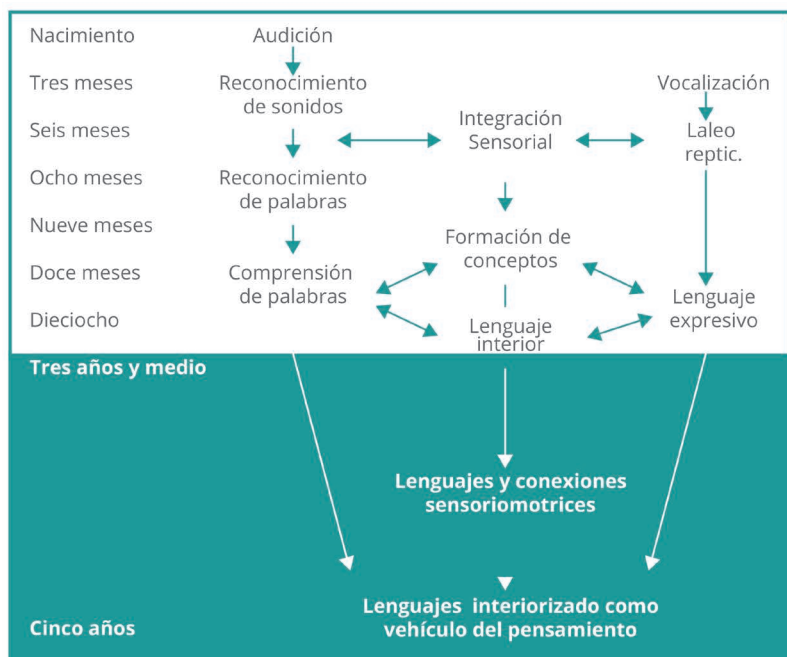 Nacimiento
Audición
Tres meses
Reconocimiento
de sonidos
Vocalización
Seis meses
Integración
Sensorial
Laleo
reptic.
Ocho meses
Reconocimiento
de palabras
Nueve meses
Formación de
conceptos
Doce meses
Comprensión
de palabras
Lenguaje
expresivo
Dieciocho
Lenguaje
interior
Tres años y medio
Lenguajes y conexiones
sensoriomotrices
Lenguajes interiorizado como
vehículo del pensamiento
Cinco años